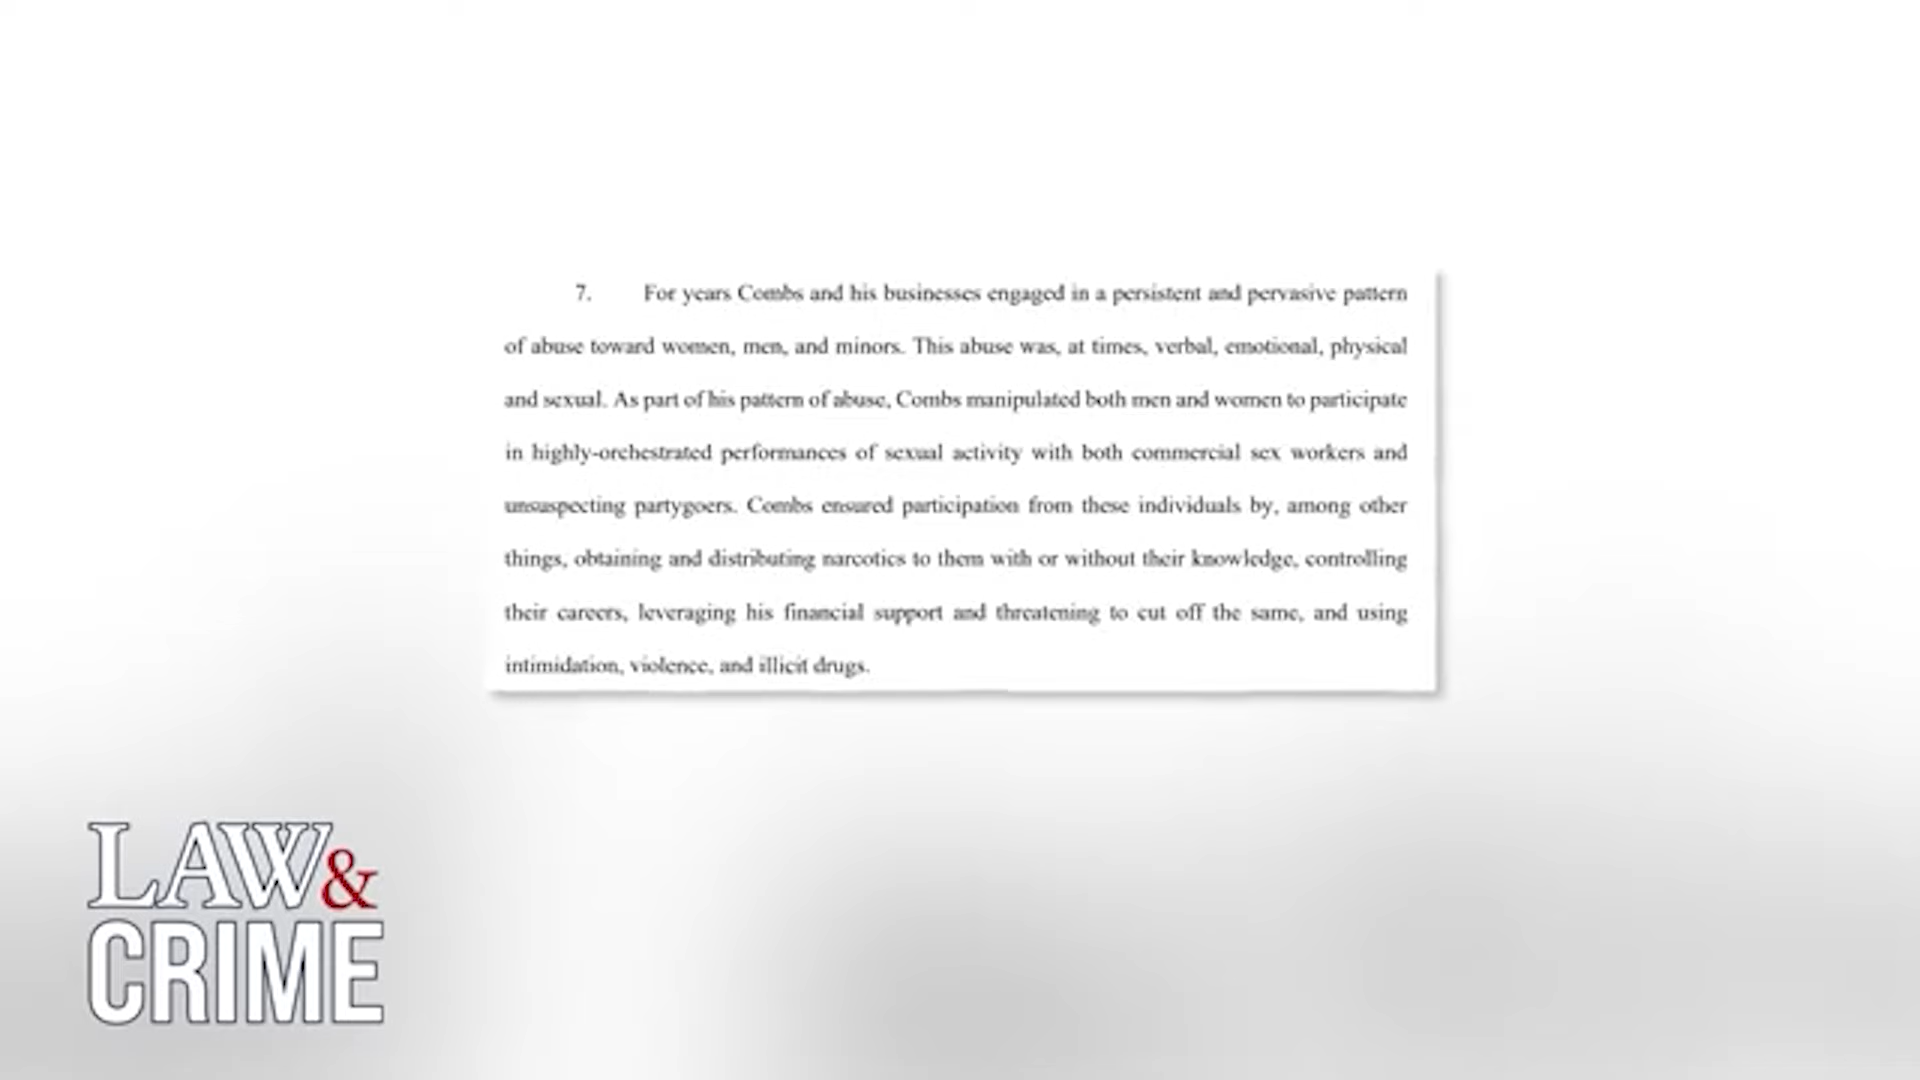 7. For years Combs and his businesses engaged in a persistent and pervasive pattern
of abuse toward women, men, and minors. This abuse was, at times, verbal, emotional, physical
and sexual. As part of his pattern of abuse, Combs manipulated both men and women to participate
in highly-orchestrated performances of sexual activity with both commercial sex workers and
unsuspecting partygoers. Combs ensured participation from these individuals by, among other
things, obtaining and distributing narcotics to them with or without their knowledge, controlling
their careers, leveraging his financial support and threatening to cut off the same, and using
intimidation, violence, and illicit drugs.
LAW&
CRIME